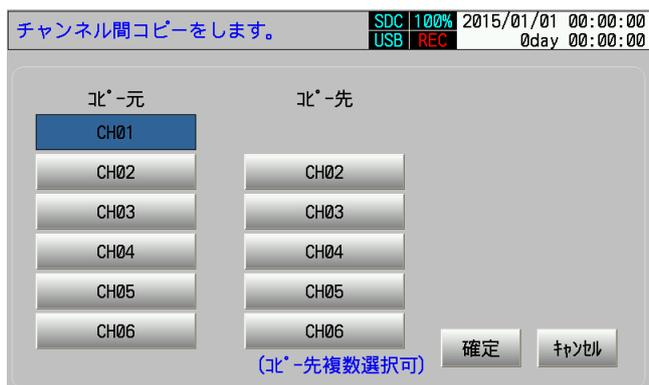 チャンネル間コピーをします。
SDC 100% 2015/01/01 00:00:00
USB REC 0day 00:00:00
ｺﾋﾟｰ元 ｺﾋﾟｰ先
CH01
CH02 CH02
CH03 CH03
CH04 CH04
CH05 CH05
CH06 CH06
(ｺﾋﾟｰ先複数選択可) 確定 ｷｬﾝｾﾙ